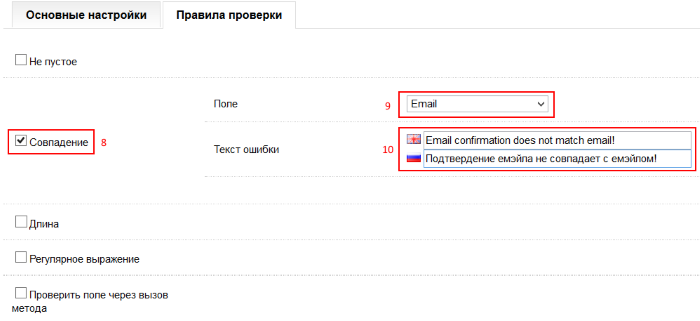 Основные настройки Правила проверки
Не пустое
Поле 9 Email
Совпадение 8
Текст ошибки 10 Email confirmation does not match email!
Подтвердение емэйла не совпадает с емэйлом!
Длина
Регулярное выражение
Проверить поле через вызов
метода